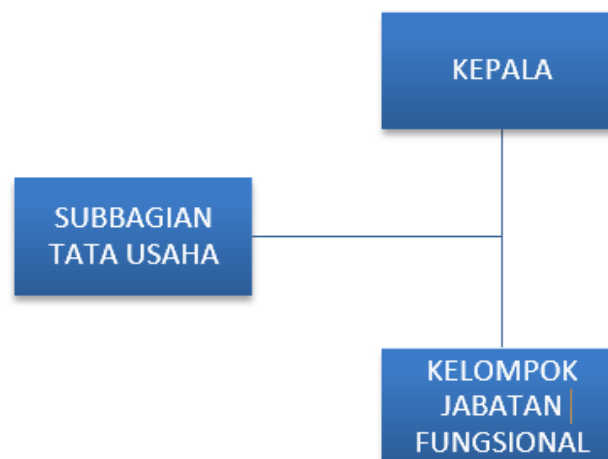 KEPALA
SUBBAGIAN
TATA USAHA
KELOMPOK
JABATAN
FUNGSIONAL